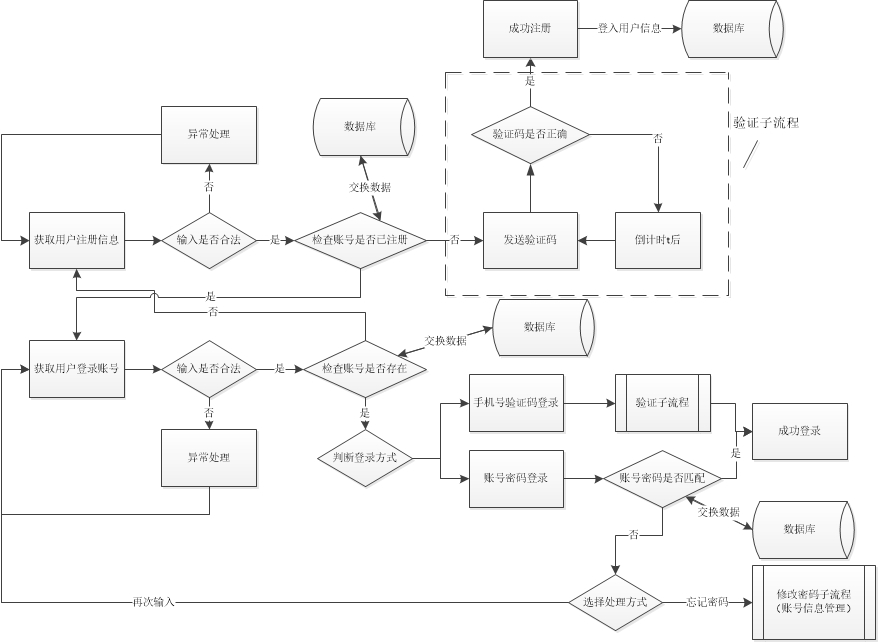 成功注册
登入用户信息
数据库
是
异常处理
数据库
验证码是否正确
否
验证子流程
否
交换数据
获取用户注册信息
输入是否合法
是
检查账号是否已注册
否
发送验证码
倒计时t后
是
否
交换数据
数据库
获取用户登录账号
输入是否合法
是
检查账号是否存在
否
是
手机号验证码登录
验证子流程
成功登录
异常处理
判断登录方式
是
账号密码登录
账号密码是否匹配
交换数据
数据库
否
再次输入
选择处理方式
忘记密码
修改密码子流程
（账号信息管理）